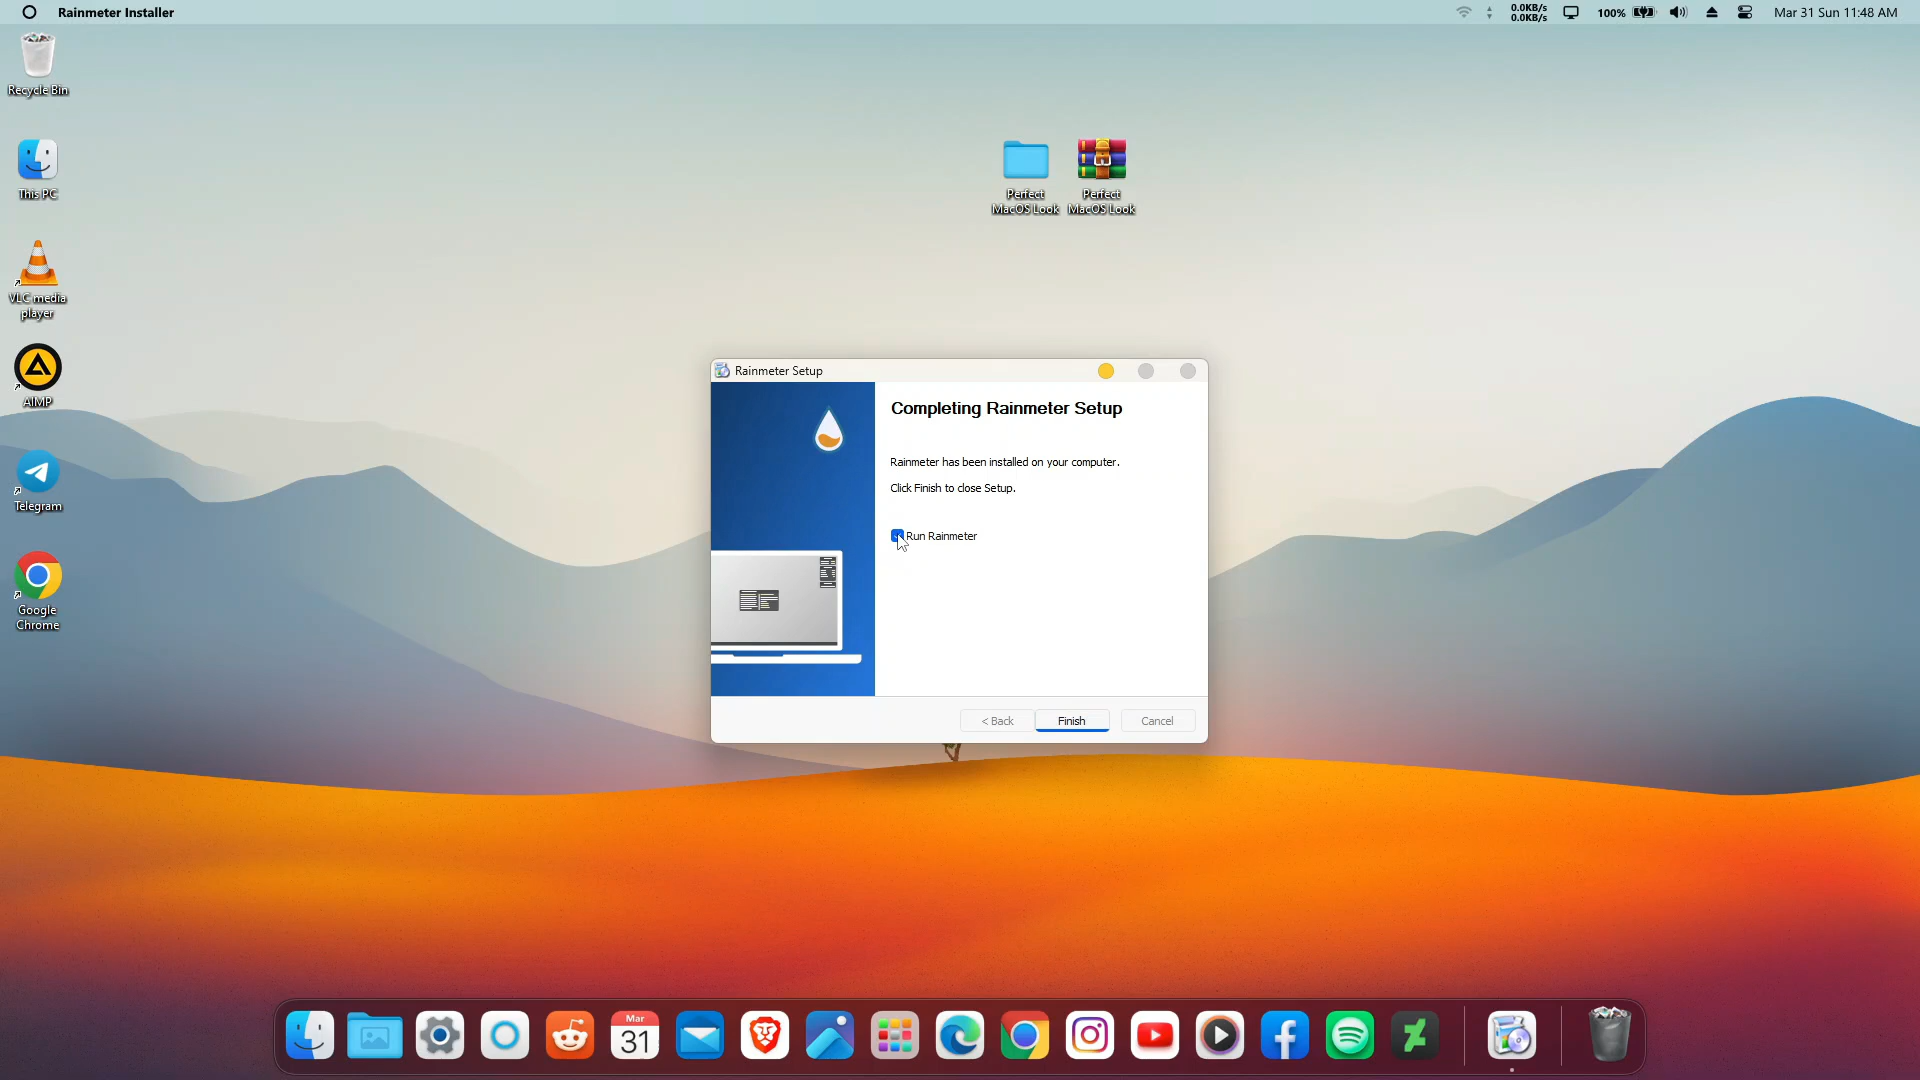 Rainmeter Installer
0.0KB/s
0.0KB/s
100%
Mar 31 Sun 11:48 AM
Recycle Bin
This PC
VLC media
player
AIMP
Telegram
Google
Chrome
Perfect
MacOS Look
Perfect
MacOS Look
Rainmeter Setup
Completing Rainmeter Setup
Rainmeter has been installed on your computer.
Click Finish to close Setup.
Run Rainmeter
< Back
Finish
Cancel
Mar
31